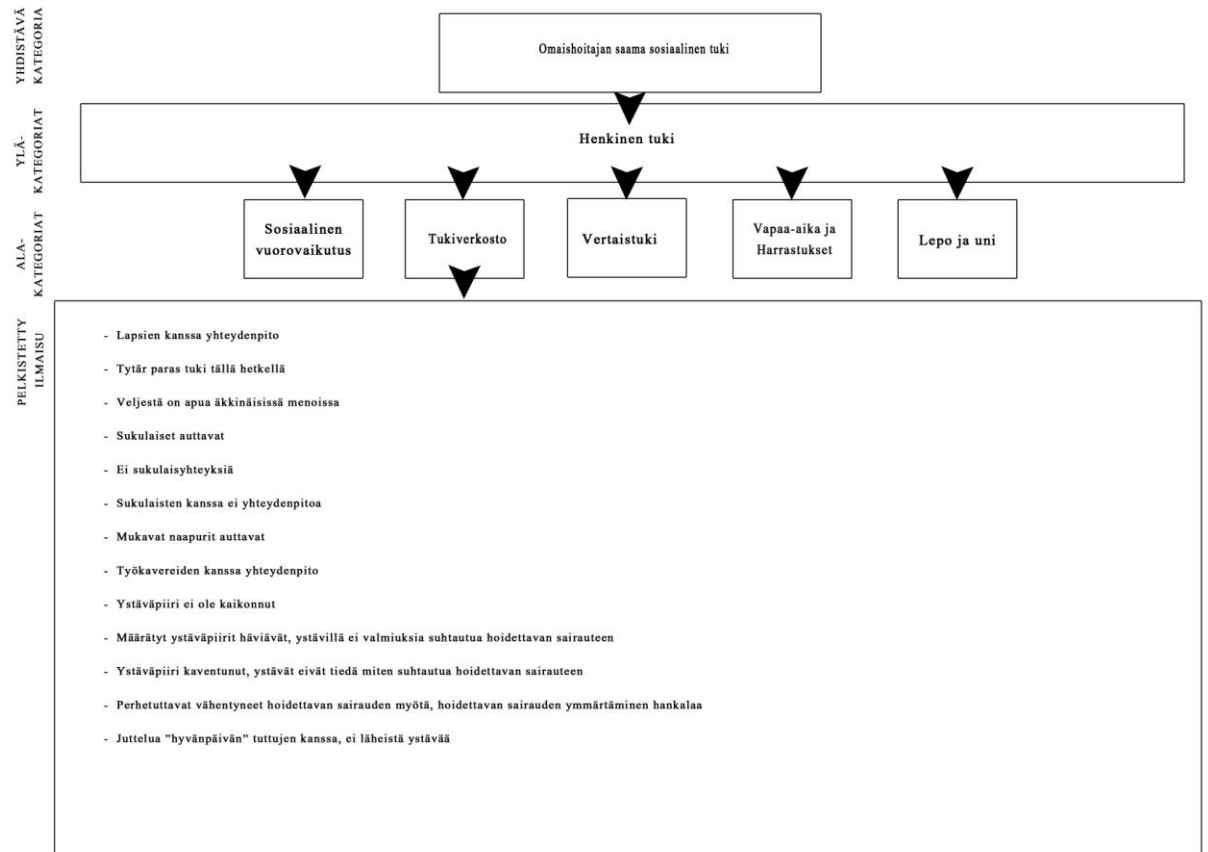 YHDISTÄVÄ
KATEGORIA
Omaishoitajan saama sosiaalinen tuki
YLÄ-
KATEGORIAT
Henkinen tuki
ALA-
KATEGORIAT
Sosiaalinen
vuorovaikutus
Tukiverkosto
Vertaistuki
Vapaa-aika ja
Harrastukset
Lepo ja uni
PELKISTETTY
ILMAISU
- Lapsien kanssa yhteydenpito
- Tytär paras tuki tällä hetkellä
- Veljestä on apua äkkinäisissä menoissa
- Sukulaiset auttavat
- Ei sukulaisyhteyksiä
- Sukulaisten kanssa ei yhteydenpitoa
- Mukavat naapurit auttavat
- Työkavereiden kanssa yhteydenpito
- Ystäväpiiri ei ole kaikonnut
- Määrätyt ystäväpiirit häviävät, ystävillä ei valmiuksia suhtautua hoidettavan sairauteen
- Ystäväpiiri kaventunut, ystävät eivät tiedä miten suhtautua hoidettavan sairauteen
- Perhetuttavat vähentyneet hoidettavan sairauden myötä, hoidettavan sairauden ymmärtäminen hankalaa
- Juttelua "hyvänpäivän" tuttujen kanssa, ei läheistä ystävää